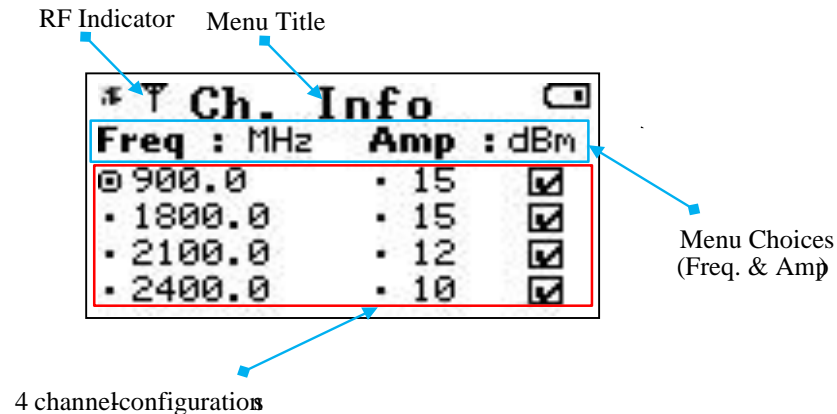 RF Indicator Menu Title
Ch. Info
Freq : MHz Amp : dBm
900.0 · 15
· 1800.0 · 15
· 2100.0 · 12
· 2400.0 · 10
Menu Choices
(Freq. & Amp)
4 channel-configurations